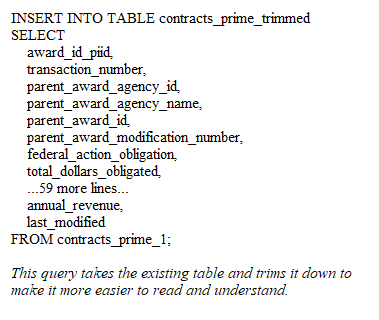 INSERT INTO TABLE contracts_prime_trimmed
SELECT
award_id_piid,
transaction_number,
parent_award_agency_id,
parent_award_agency_name,
parent_award_id,
parent_award_modification_number,
federal_action_obligation,
total_dollars_obligated,
...59 more lines...
annual_revenue,
last_modified
FROM contracts_prime_1;
This query takes the existing table and trims it down to
make it more easier to read and understand.